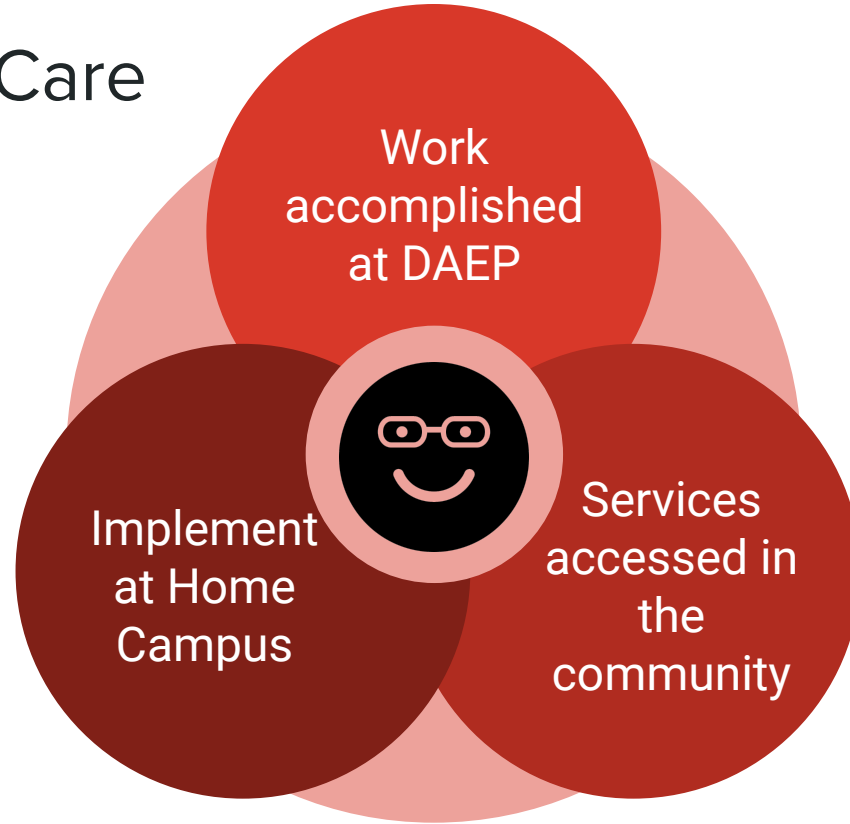 Care
Work
accomplished
at DAEP
Implement
at Home
Campus
Services
accessed in
the
community